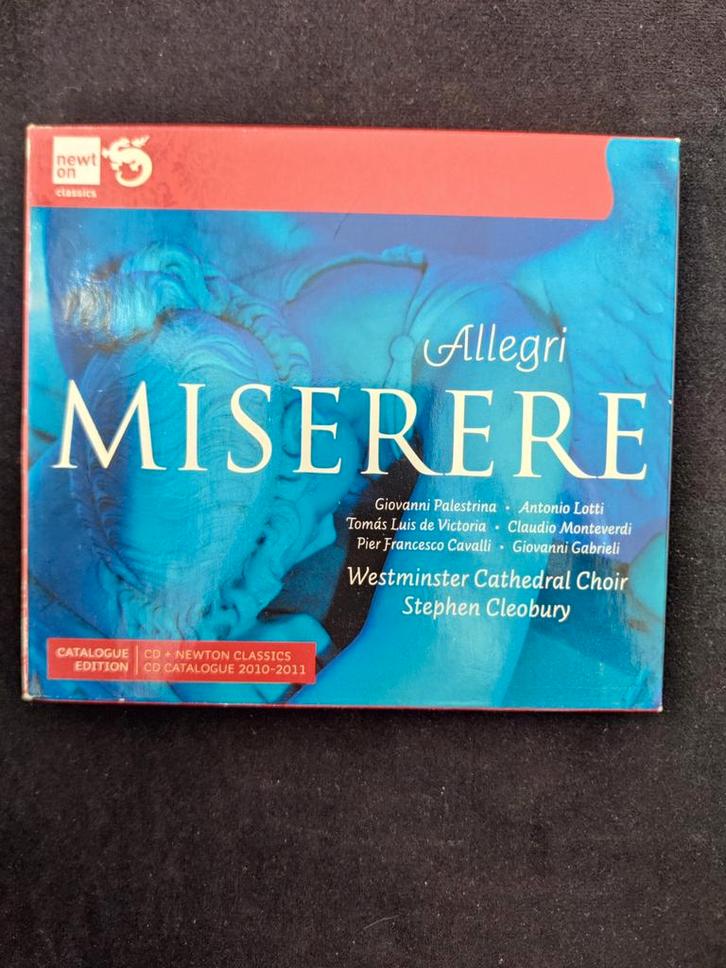 newt
on
classics
Allegri
MISERERE
Giovanni Palestrina • Antonio Lotti
Tomás Luis de Victoria • Claudio Monteverdi
Pier Francesco Cavalli • Giovanni Gabrieli
Westminster Cathedral Choir
Stephen Cleobury
CATALOGUE EDITION | CD + NEWTON CLASSICS
CD CATALOGUE 2010-2011